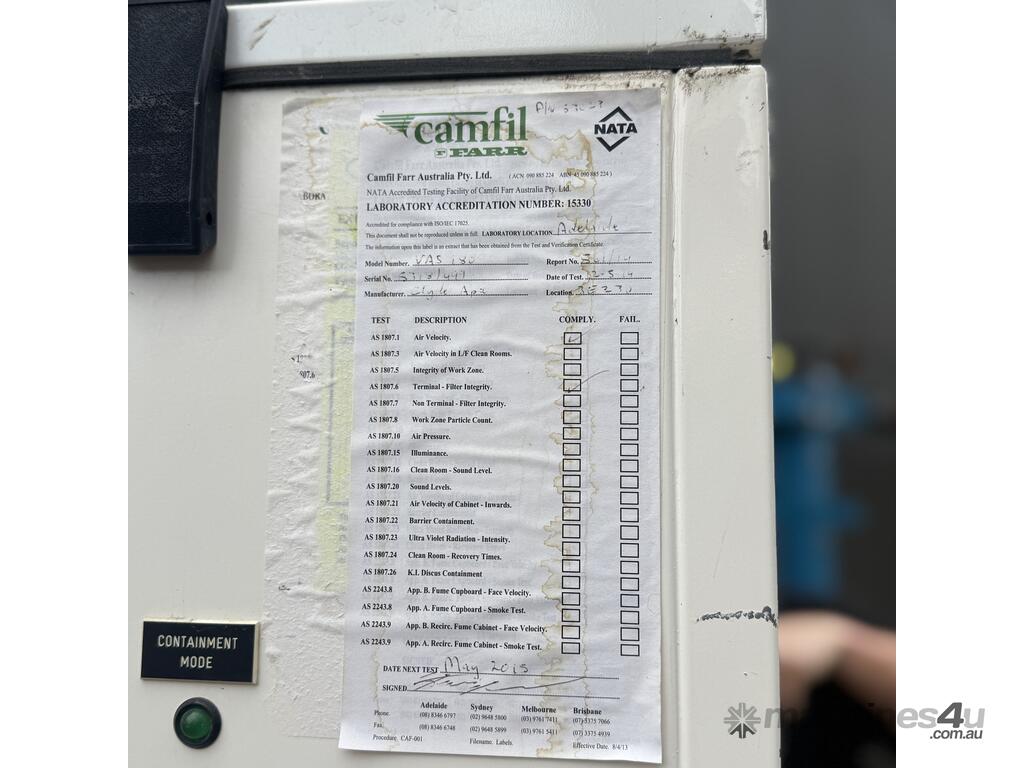 camfil
FARR
NATA
Camfil Farr Australia Pty. Ltd. (ACN 090 885 224 ABN 45 090 885 224)
NATA Accredited Testing Facility of Camfil Farr Australia Pty. Ltd.
LABORATORY ACCREDITATION NUMBER: 15330
Accredited for compliance with ISO/IEC 17025.
This document shall not be reproduced unless in full. LABORATORY LOCATION Adelaide
The information upon this label is an extract that has been obtained from the Test and Verification Certificate.
Model Number. VAS 180 Report No.
Serial No. Date of Test.
Manufacturer. Clyde Apac Location.
TEST DESCRIPTION COMPLY. FAIL.
AS 1807.1 Air Velocity.
AS 1807.3 Air Velocity in L/F Clean Rooms.
AS 1807.5 Integrity of Work Zone.
AS 1807.6 Terminal - Filter Integrity.
AS 1807.7 Non Terminal - Filter Integrity.
AS 1807.8 Work Zone Particle Count.
AS 1807.10 Air Pressure.
AS 1807.15 Illuminance.
AS 1807.16 Clean Room - Sound Level.
AS 1807.20 Sound Levels.
AS 1807.21 Air Velocity of Cabinet - Inwards.
AS 1807.22 Barrier Containment.
AS 1807.23 Ultra Violet Radiation - Intensity.
AS 1807.24 Clean Room - Recovery Times.
AS 1807.26 K.I. Discus Containment
AS 2243.8 App. B. Fume Cupboard - Face Velocity.
AS 2243.8 App. A. Fume Cupboard - Smoke Test.
AS 2243.9 App. B. Recirc. Fume Cabinet - Face Velocity.
AS 2243.9 App. A. Recirc. Fume Cabinet - Smoke Test.
DATE NEXT TEST May 2015
SIGNED
Adelaide Sydney Melbourne Brisbane
Phone. (08) 8346 6797 (02) 9648 5800 (03) 9761 7411 (07) 5375 7066
Fax. (08) 8346 6748 (02) 9648 5899 (03) 9761 5411 (07) 3375 4939
Procedure. CAF-001 Filename. Labels. Effective Date. 8/4/13
CONTAINMENT
MODE
machines4u
.com.au